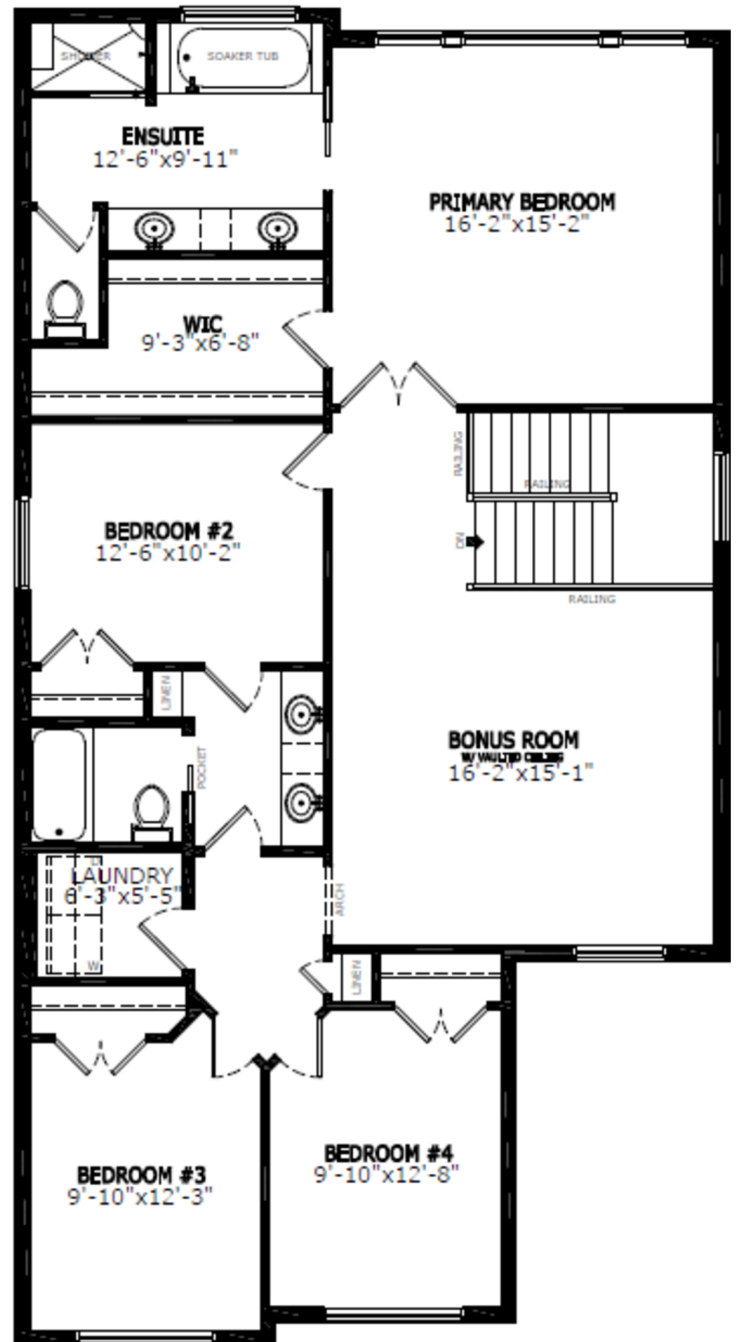 SHOWER
SOAKER TUB
ENSUITE
12'-6"x9'-11"
PRIMARY BEDROOM
16'-2"x15'-2"
WIC
9'-3"x6'-8"
RAILING
RAILING
DN
RAILING
BEDROOM #2
12'-6"x10'-2"
LINEN
POCKET
BONUS ROOM
W/ VAULTED CEILING
16'-2"x15'-1"
D
LAUNDRY
6'-3"x5'-5"
W
ARCH
LINEN
BEDROOM #3
9'-10"x12'-3"
BEDROOM #4
9'-10"x12'-8"